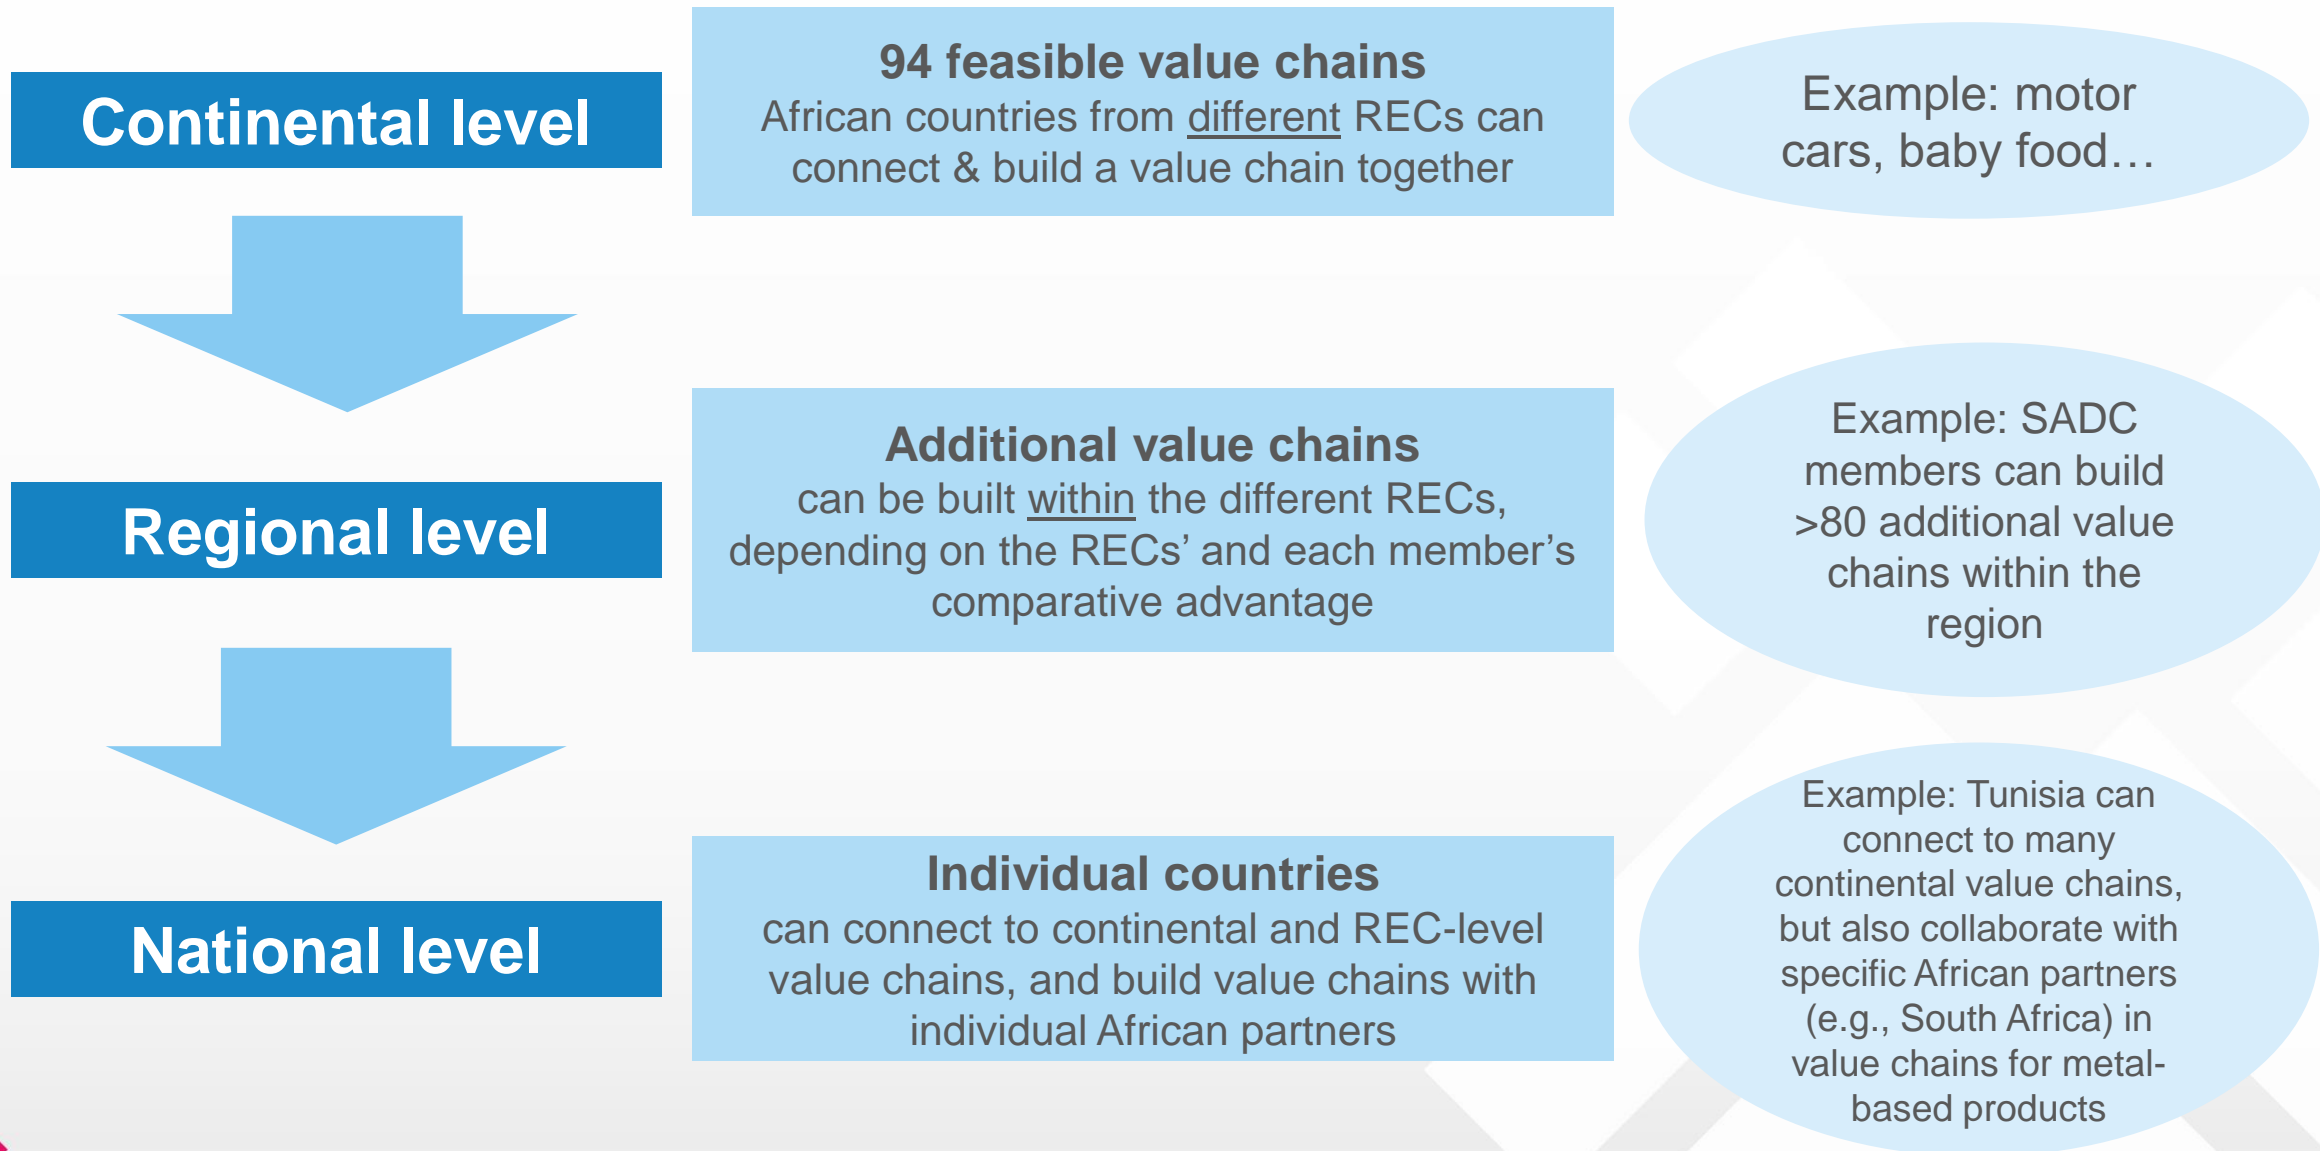 Continental level
94 feasible value chains
African countries from different RECs can
connect & build a value chain together
Example: motor
cars, baby food…
Regional level
Additional value chains
can be built within the different RECs,
depending on the RECs’ and each member’s
comparative advantage
Example: SADC
members can build
>80 additional value
chains within the
region
National level
Individual countries
can connect to continental and REC-level
value chains, and build value chains with
individual African partners
Example: Tunisia can
connect to many
continental value chains,
but also collaborate with
specific African partners
(e.g., South Africa) in
value chains for metal-
based products